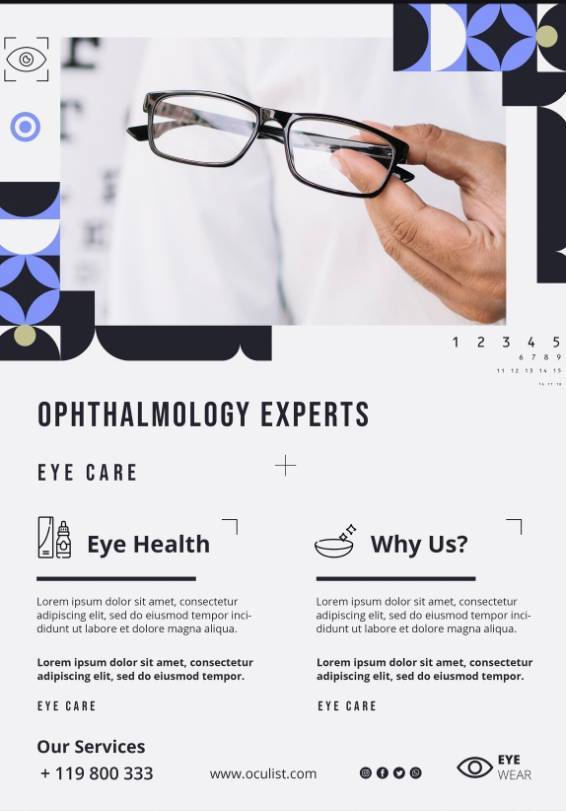 1 2 3 4 5
6 7 8 9
11 12 13 14 15
OPHTHALMOLOGY EXPERTS
EYE CARE
Eye Health
Lorem ipsum dolor sit amet, consectetur
adipiscing elit, sed do eiusmod tempor inci-
didunt ut labore et dolore magna aliqua.
Lorem ipsum dolor sit amet, consectetur
adipiscing elit, sed do eiusmod tempor.
EYE CARE
Why Us?
Lorem ipsum dolor sit amet, consectetur
adipiscing elit, sed do eiusmod tempor inci-
didunt ut labore et dolore magna aliqua.
Lorem ipsum dolor sit amet, consectetur
adipiscing elit, sed do eiusmod tempor.
EYE CARE
Our Services
+ 119 800 333
www.oculist.com
EYE
WEAR